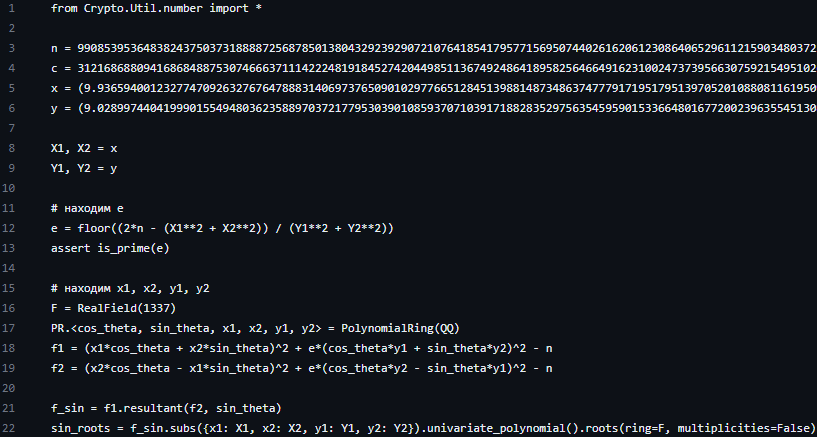 1 from Crypto.Util.number import *
2
3 n = 9908539536483824375037318888725687850138043292392907210764185417957715695074402616206123086406529611215903480372
4 c = 3121686880941686848875307466637111422248191845274204498511367492486418958256466491623100247373956630759215495102
5 x = (9.936594001232774709263276764788831406973765090102977665128451398814873486374777917195179513970520108808116195​0
6 y = (9.0289974404199901554948036235889703721779530390108593707103917188283529756354595901533664801677200239635545130
7
8 X1, X2 = x
9 Y1, Y2 = y
10
11 # находим e
12 e = floor((2*n - (X1**2 + X2**2)) / (Y1**2 + Y2**2))
13 assert is_prime(e)
14
15 # находим x1, x2, y1, y2
16 F = RealField(1337)
17 PR.<cos_theta, sin_theta, x1, x2, y1, y2> = PolynomialRing(QQ)
18 f1 = (x1*cos_theta + x2*sin_theta)^2 + e*(cos_theta*y1 + sin_theta*y2)^2 - n
19 f2 = (x2*cos_theta - x1*sin_theta)^2 + e*(cos_theta*y2 - sin_theta*y1)^2 - n
20
21 f_sin = f1.resultant(f2, sin_theta)
22 sin_roots = f_sin.subs({x1: X1, x2: X2, y1: Y1, y2: Y2}).univariate_polynomial().roots(ring=F, multiplicities=False)